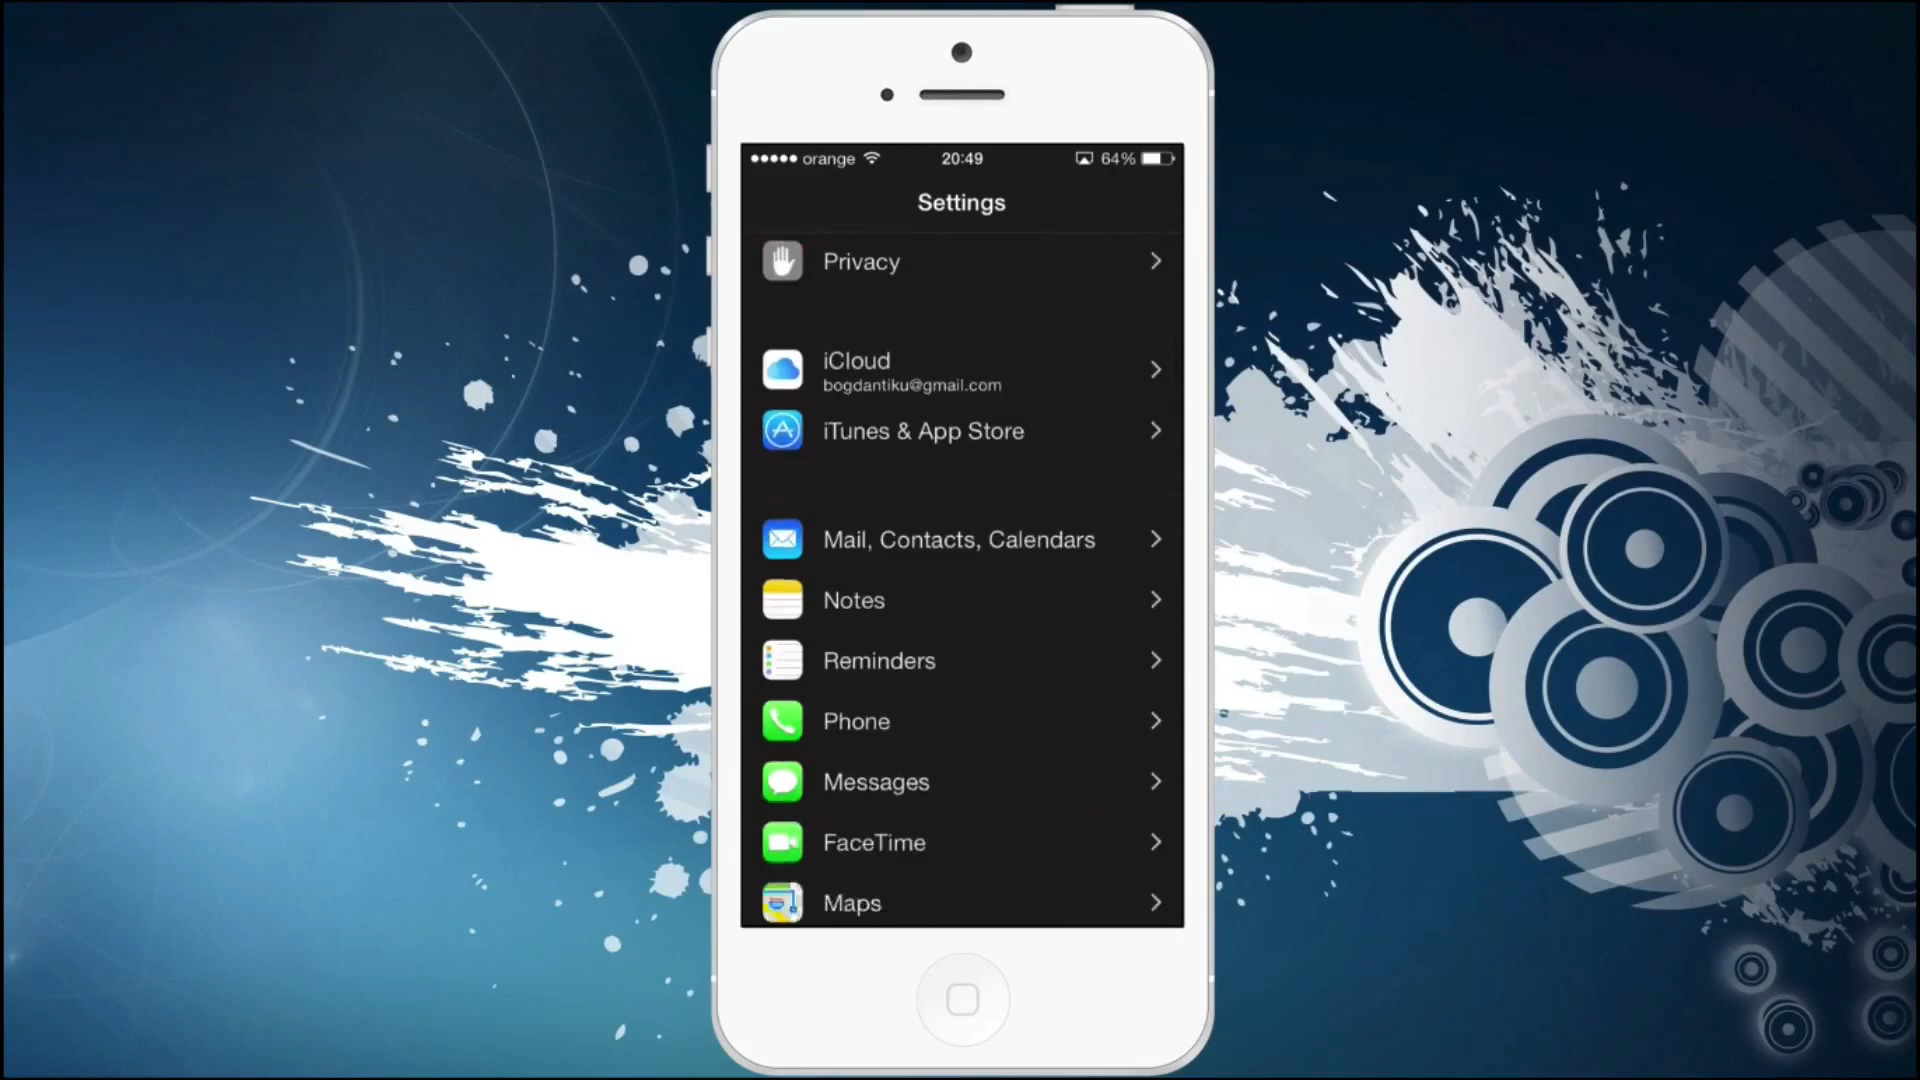 orange 20:49 64%
Settings
Privacy
iCloud
bogdantiku@gmail.com
iTunes & App Store
Mail, Contacts, Calendars
Notes
Reminders
Phone
Messages
FaceTime
Maps